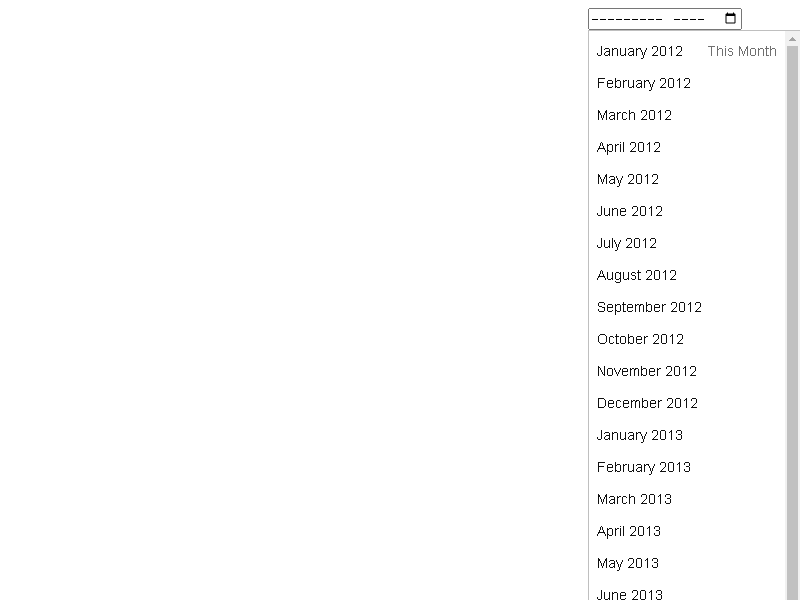 --------- ----
January 2012 This Month
February 2012
March 2012
April 2012
May 2012
June 2012
July 2012
August 2012
September 2012
October 2012
November 2012
December 2012
January 2013
February 2013
March 2013
April 2013
May 2013
June 2013